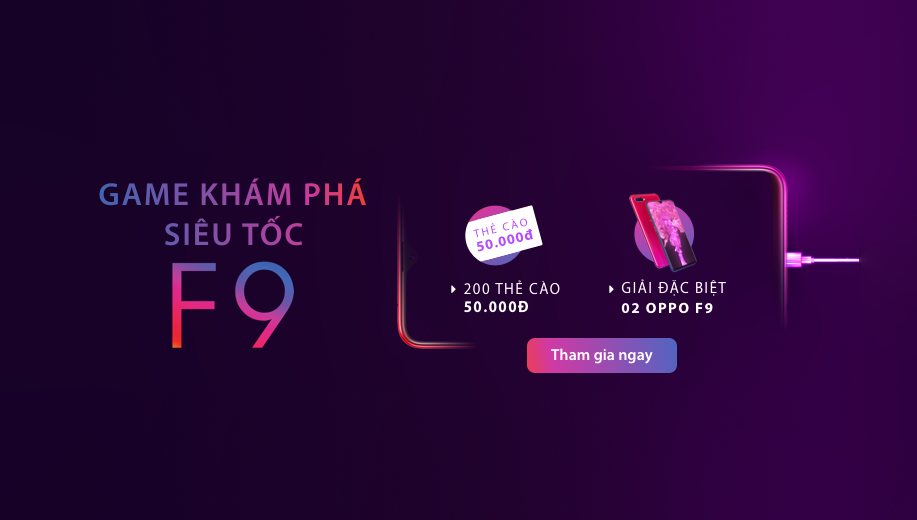 GAME KHÁM PHÁ
SIÊU TỐC
F9
THẺ CÀO
50.000đ
200 THẺ CÀO
50.000Đ
GIẢI ĐẶC BIỆT
02 OPPO F9
Tham gia ngay